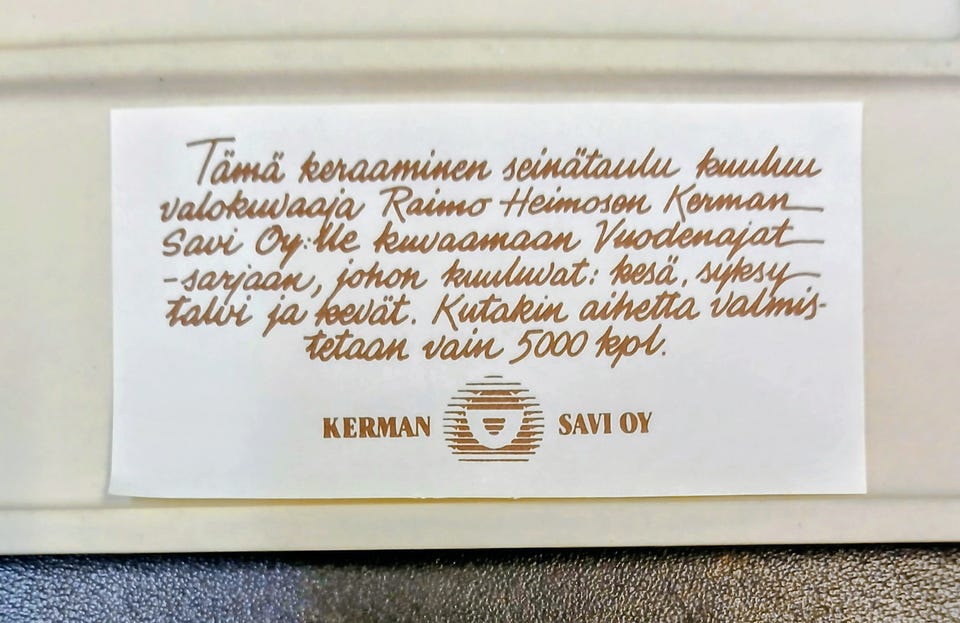 Tämä keraaminen seinätaulu kuuluu
valokuvaaja Raimo Heimosen Kerman
Savi Oy:lle kuvaamaan Vuodenajat
-sarjaan, johon kuuluvat: kesä, syksy
talvi ja kevät. Kutakin aihetta valmis-
tetaan vain 5000 kpl.
KERMAN SAVI OY